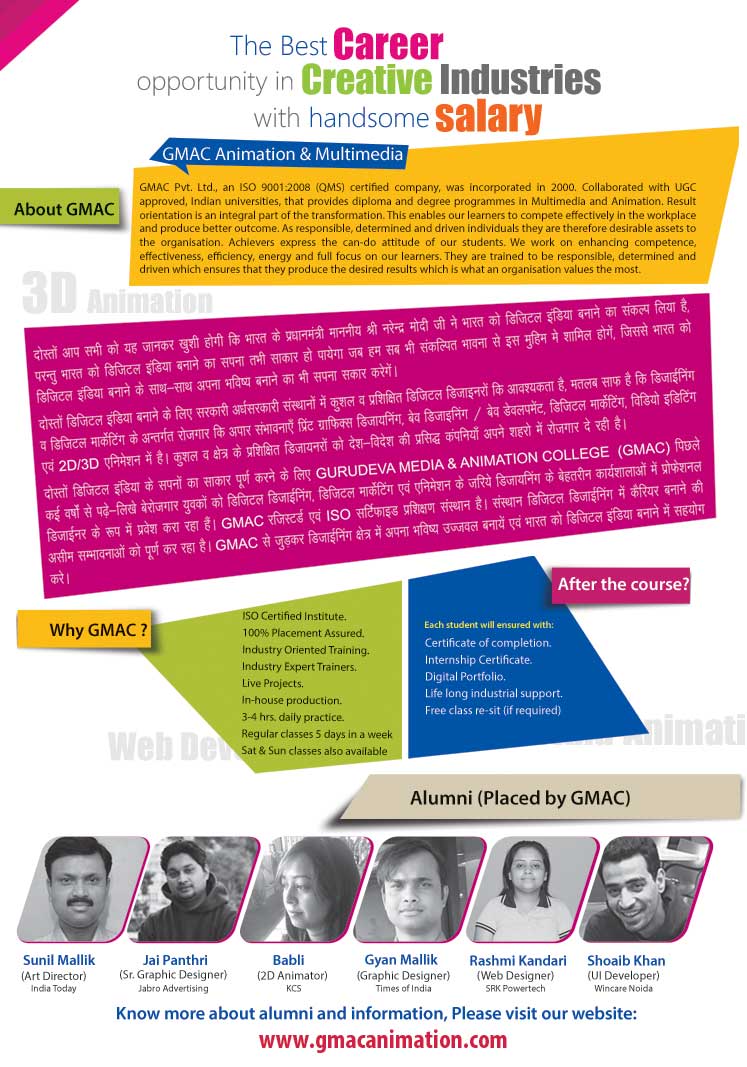 The Best Career
opportunity in Creative Industries
with handsome salary
GMAC Animation & Multimedia
About GMAC
GMAC Pvt. Ltd., an ISO 9001:2008 (QMS) certified company, was incorporated in 2000. Collaborated with UGC
approved, Indian universities, that provides diploma and degree programmes in Multimedia and Animation. Result
orientation is an integral part of the transformation. This enables our learners to compete effectively in the workplace
and produce better outcome. As responsible, determined and driven individuals they are therefore desirable assets to
the organisation. Achievers express the can-do attitude of our students. We work on enhancing competence,
effectiveness, efficiency, energy and full focus on our learners. They are trained to be responsible, determined and
driven which ensures that they produce the desired results which is what an organisation values the most.
3D Animation
दोस्तों आप सभी को यह जानकर खुशी होगी कि भारत के प्रधानमंत्री माननीय श्री नरेन्द्र मोदी जी ने भारत को डिजिटल इंडिया बनाने का संकल्प लिया है,
परन्तु भारत को डिजिटल इंडिया बनाने का सपना तभी साकार हो पायेगा जब हम सब भी संकल्पित भावना से इस मुहिम मे शामिल होगें, जिससे भारत को
डिजिटल इंडिया बनाने के साथ–साथ अपना भविष्य बनाने का भी सपना सकार करेगें।
दोस्तों डिजिटल इंडिया बनाने के लिए सरकारी अर्धसरकारी संस्थानों में कुशल व प्रशिक्षित डिजिटल डिजाइनरों कि आवश्यकता है, मतलब साफ है कि डिजाईनिंग
व डिजिटल मार्केटिंग के अन्तर्गत रोजगार कि अपार संभावनाएँ प्रिंट ग्राफिक्स डिजायनिंग, बेव डिजाइनिंग / बेव डेवलपमेंट, डिजिटल मार्केटिंग, विडियो इडिटिंग
एवं 2D/3D एनिमेशन में है। कुशल व क्षेत्र के प्रशिक्षित डिजायनरों को देश–विदेश की प्रसिद्ध कंपनियाँ अपने शहरो में रोजगार दे रही है।
दोस्तों डिजिटल इंडिया के सपनों का साकार पूर्ण करने के लिए GURUDEVA MEDIA & ANIMATION COLLEGE (GMAC) पिछले
कई वर्षो से पढ़े–लिखे बेरोजगार युवकों को डिजिटल डिजाईनिंग, डिजिटल मार्केटिंग एवं एनिमेशन के जरिये डिजायनिंग के बेहतरीन कार्यशालाओं में प्रोफेशनल
डिजाईनर के रूप में प्रवेश करा रहा हैं। GMAC रजिस्टर्ड एवं ISO सर्टिफाइड प्रशिक्षण संस्थान है। संस्थान डिजिटल डिजाईनिंग में कैरियर बनाने की
असीम सम्भावनाओं को पूर्ण कर रहा है। GMAC से जुड़कर डिजाईनिंग क्षेत्र में अपना भविष्य उज्जवल बनायें एवं भारत को डिजिटल इंडिया बनाने में सहयोग
करे।
Why GMAC ?
ISO Certified Institute.
100% Placement Assured.
Industry Oriented Training.
Industry Expert Trainers.
Live Projects.
In-house production.
3-4 hrs. daily practice.
Regular classes 5 days in a week
Sat & Sun classes also available
After the course?
Each student will ensured with:
Certificate of completion.
Internship Certificate.
Digital Portfolio.
Life long industrial support.
Free class re-sit (if required)
Web Dev
Animati
Alumni (Placed by GMAC)
Sunil Mallik
(Art Director)
India Today
Jai Panthri
(Sr. Graphic Designer)
Jabro Advertising
Babli
(2D Animator)
KCS
Gyan Mallik
(Graphic Designer)
Times of India
Rashmi Kandari
(Web Designer)
SRK Powertech
Shoaib Khan
(UI Developer)
Wincare Noida
Know more about alumni and information, Please visit our website:
www.gmacanimation.com